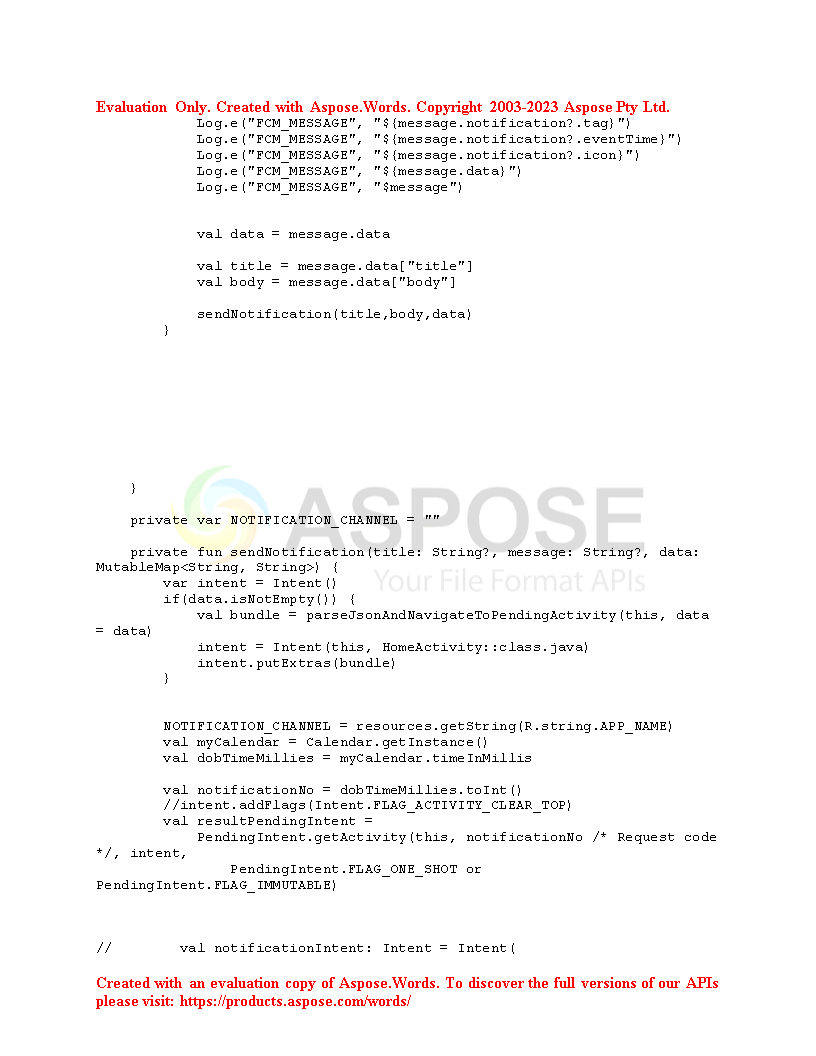 Evaluation Only. Created with Aspose.Words. Copyright 2003-2023 Aspose Pty Ltd.
Log.e("FCM_MESSAGE", "${message.notification?.tag}")
Log.e("FCM_MESSAGE", "${message.notification?.eventTime}")
Log.e("FCM_MESSAGE", "${message.notification?.icon}")
Log.e("FCM_MESSAGE", "${message.data}")
Log.e("FCM_MESSAGE", "$message")
val data = message.data
val title = message.data["title"]
val body = message.data["body"]
sendNotification(title,body,data)
}
}
ASPOSE
private var NOTIFICATION_CHANNEL = ""
private fun sendNotification(title: String?, message: String?, data:
MutableMap<String, String>) {
Your File Format APIs
var intent = Intent()
if(data.isNotEmpty()) {
val bundle = parseJsonAndNavigateToPendingActivity(this, data
= data)
intent = Intent(this, HomeActivity::class.java)
intent.putExtras(bundle)
}
NOTIFICATION_CHANNEL = resources.getString(R.string.APP_NAME)
val myCalendar = Calendar.getInstance()
val dobTimeMillies = myCalendar.timeInMillis
val notificationNo = dobTimeMillies.toInt()
//intent.addFlags(Intent.FLAG_ACTIVITY_CLEAR_TOP)
val resultPendingIntent =
PendingIntent.getActivity(this, notificationNo /* Request code
*/, intent,
PendingIntent.FLAG_ONE_SHOT or
PendingIntent.FLAG_IMMUTABLE)
// val notificationIntent: Intent = Intent(
Created with an evaluation copy of Aspose.Words. To discover the full versions of our APIs
please visit: https://products.aspose.com/words/